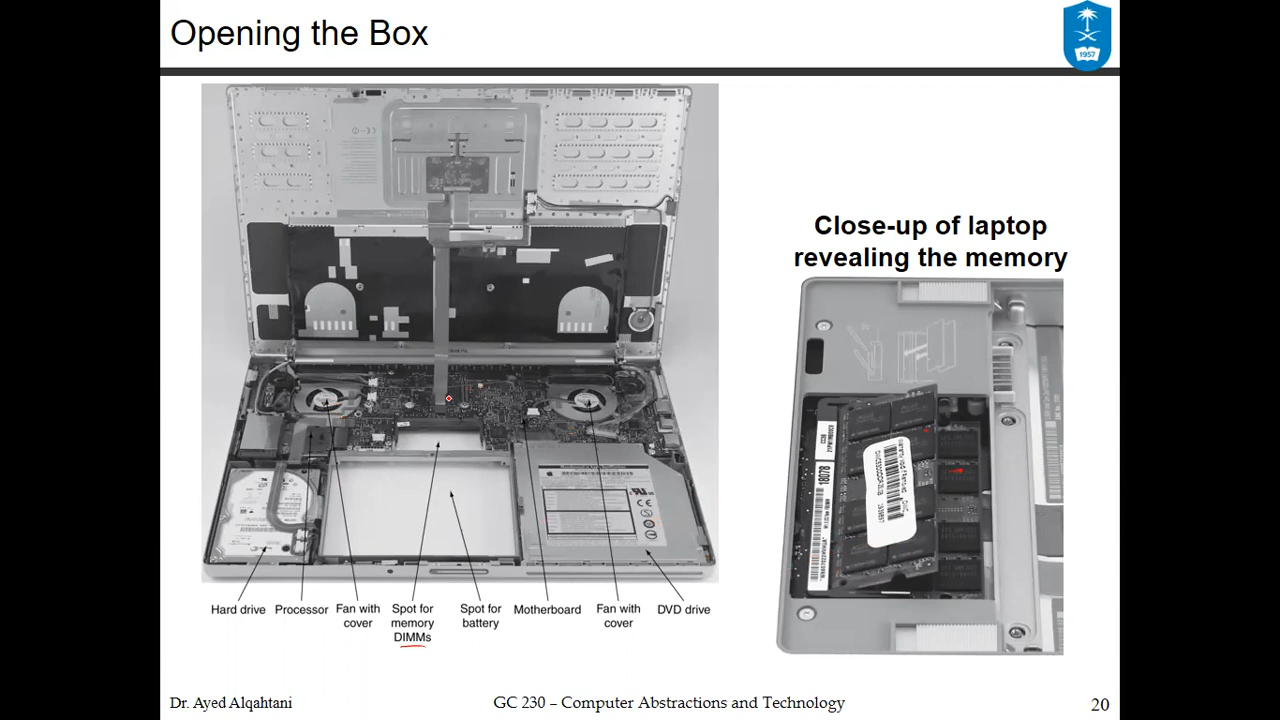 Opening the Box
1957
Close-up of laptop
revealing the memory
18078
Hard drive
Processor
Fan with
cover
Spot for
memory
DIMMs
Spot for
battery
Motherboard
Fan with
cover
DVD drive
Dr. Ayed Alqahtani
GC 230 – Computer Abstractions and Technology
20